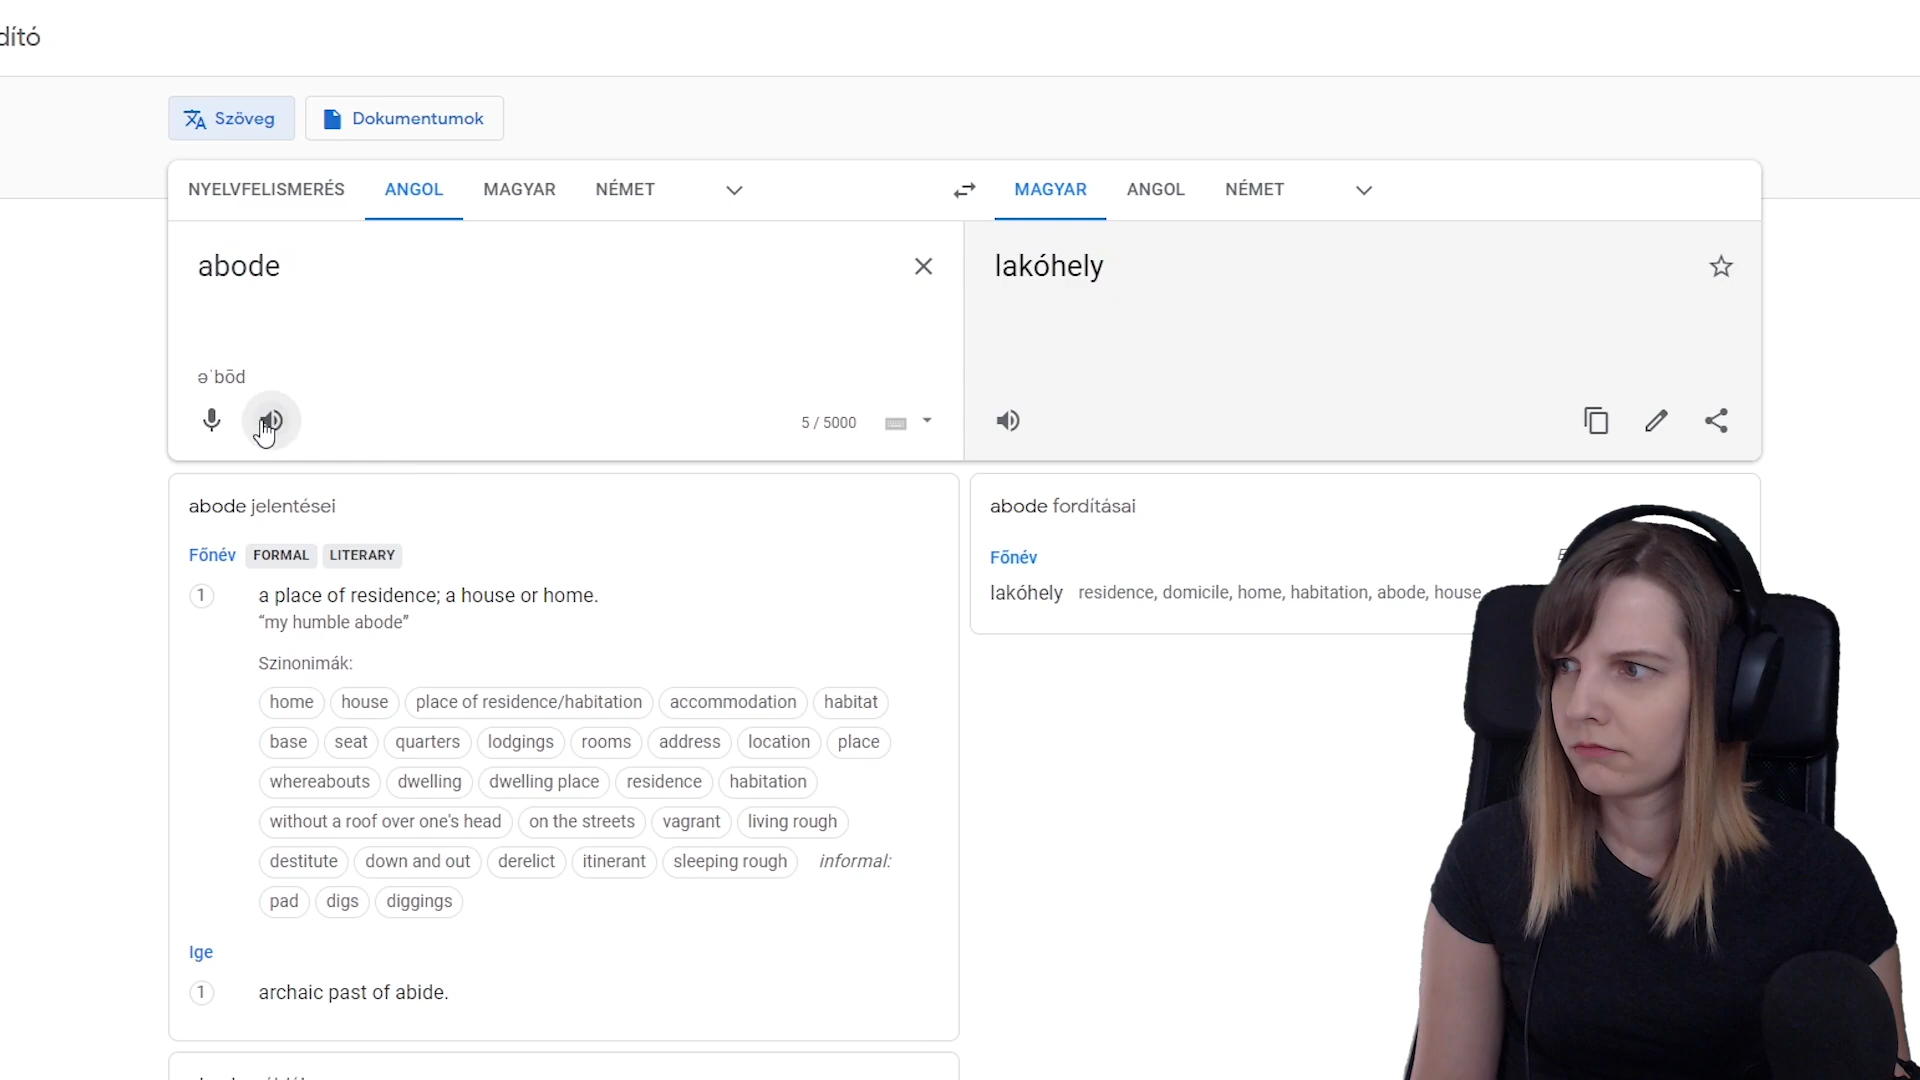 dító
Szöveg
Dokumentumok
NYELVFELISMERÉS ANGOL MAGYAR NÉMET
MAGYAR ANGOL NÉMET
abode
lakóhely
əˈbōd
5 / 5000
abode jelentései
Főnév FORMAL LITERARY
1 a place of residence; a house or home.
“my humble abode”
Szinonimák:
home house place of residence/habitation accommodation habitat
base seat quarters lodgings rooms address location place
whereabouts dwelling dwelling place residence habitation
without a roof over one's head on the streets vagrant living rough
destitute down and out derelict itinerant sleeping rough informal:
pad digs diggings
Ige
1 archaic past of abide.
abode fordításai
Főnév
lakóhely residence, domicile, home, habitation, abode, house